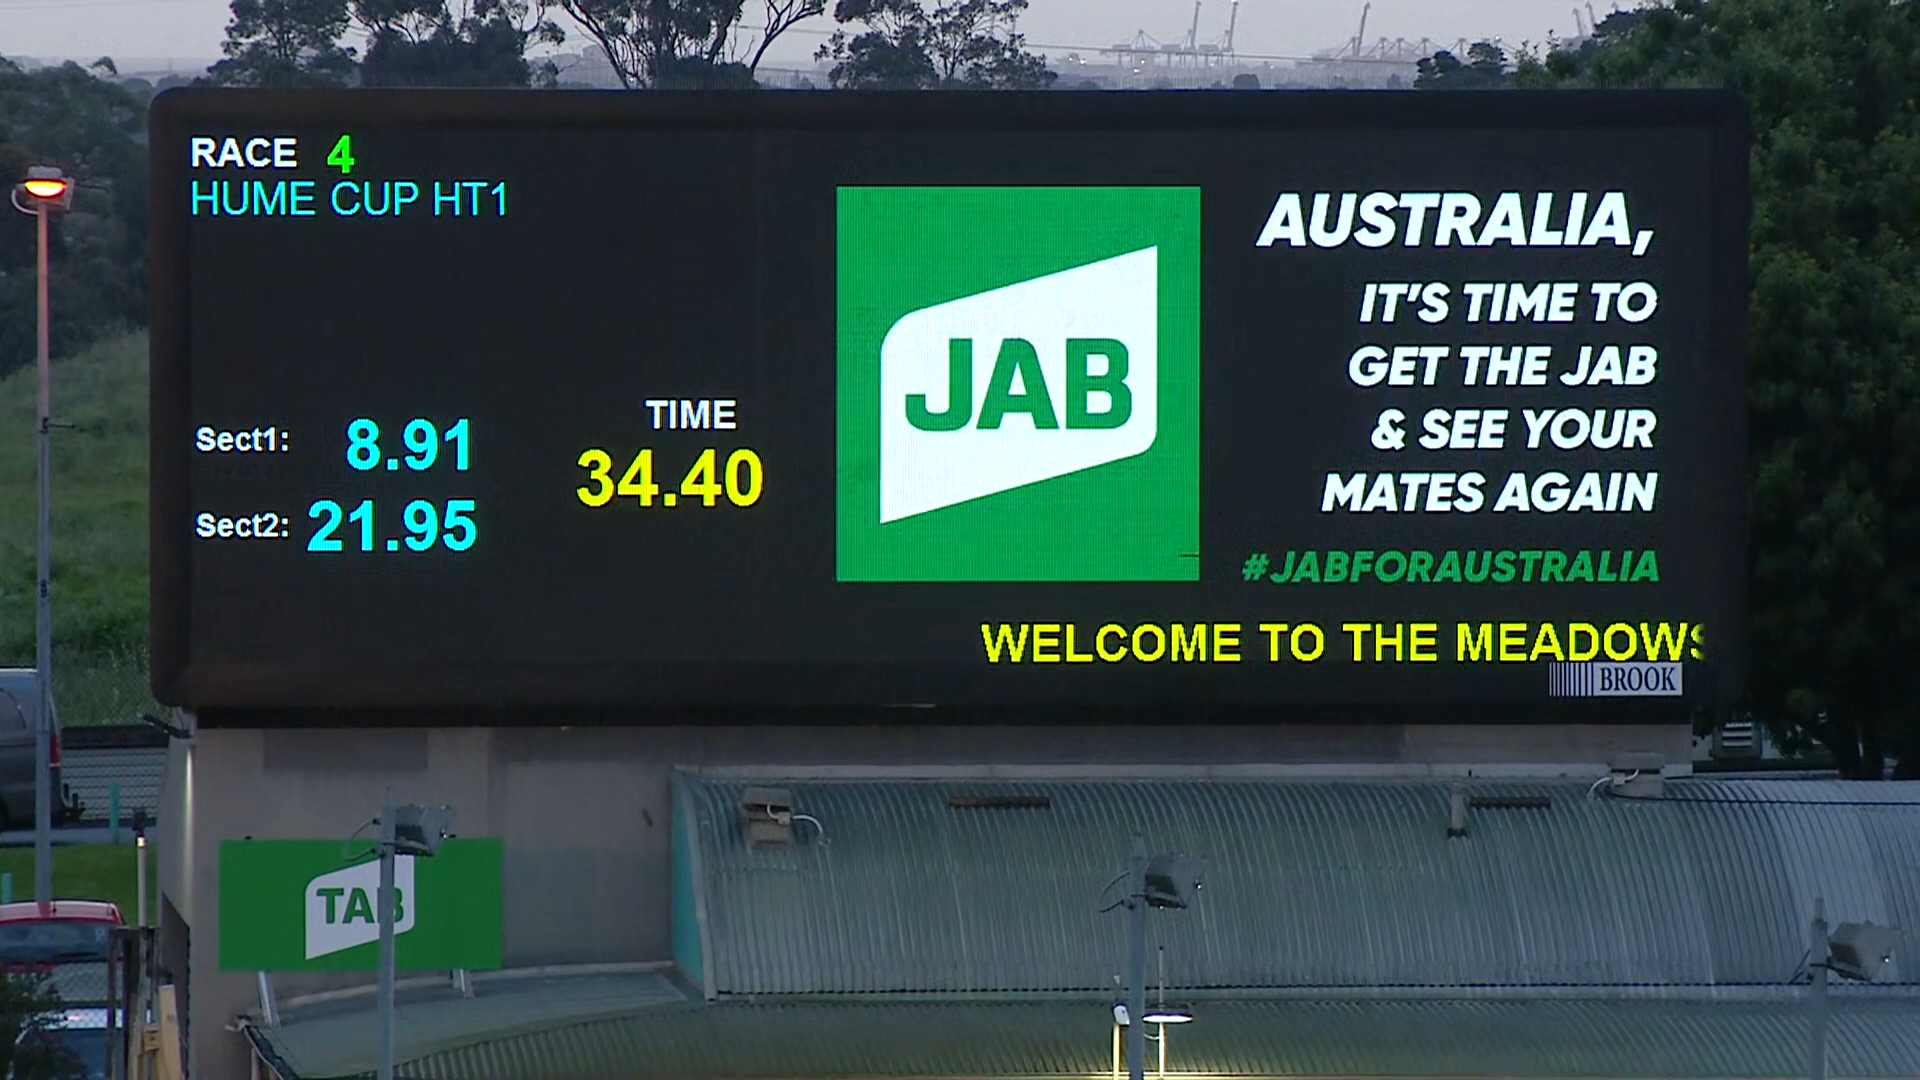 RACE 4
HUME CUP HT1
Sect1: 8.91
Sect2: 21.95
TIME
34.40
JAB
AUSTRALIA,
IT'S TIME TO
GET THE JAB
& SEE YOUR
MATES AGAIN
#JABFORAUSTRALIA
WELCOME TO THE MEADOWS
BROOK
TAB